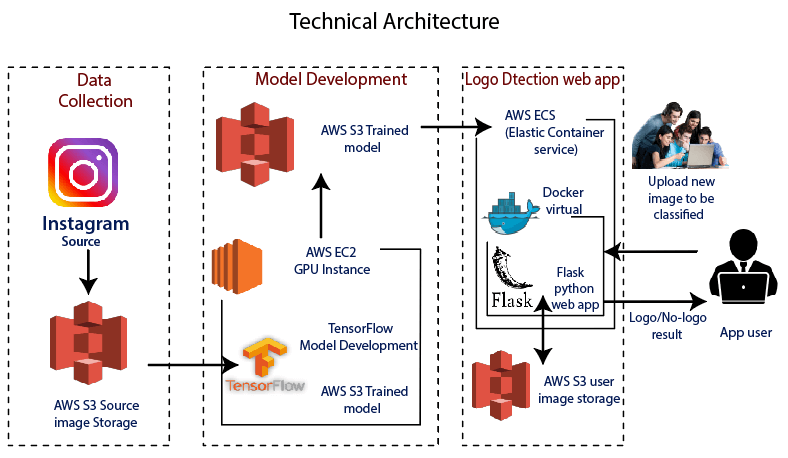 Technical Architecture
Data
Collection
Instagram
Source
AWS S3 Source
image Storage
Model Development
AWS S3 Trained
model
AWS EC2
GPU Instance
TensorFlow
Model Development
TensorFlow
AWS S3 Trained
model
Logo Dtection web app
AWS ECS
(Elastic Container
service)
Docker
virtual
Flask
python
web app
Flask
AWS S3 user
image storage
Upload new
image to be
classified
Logo/No-logo
result
App user